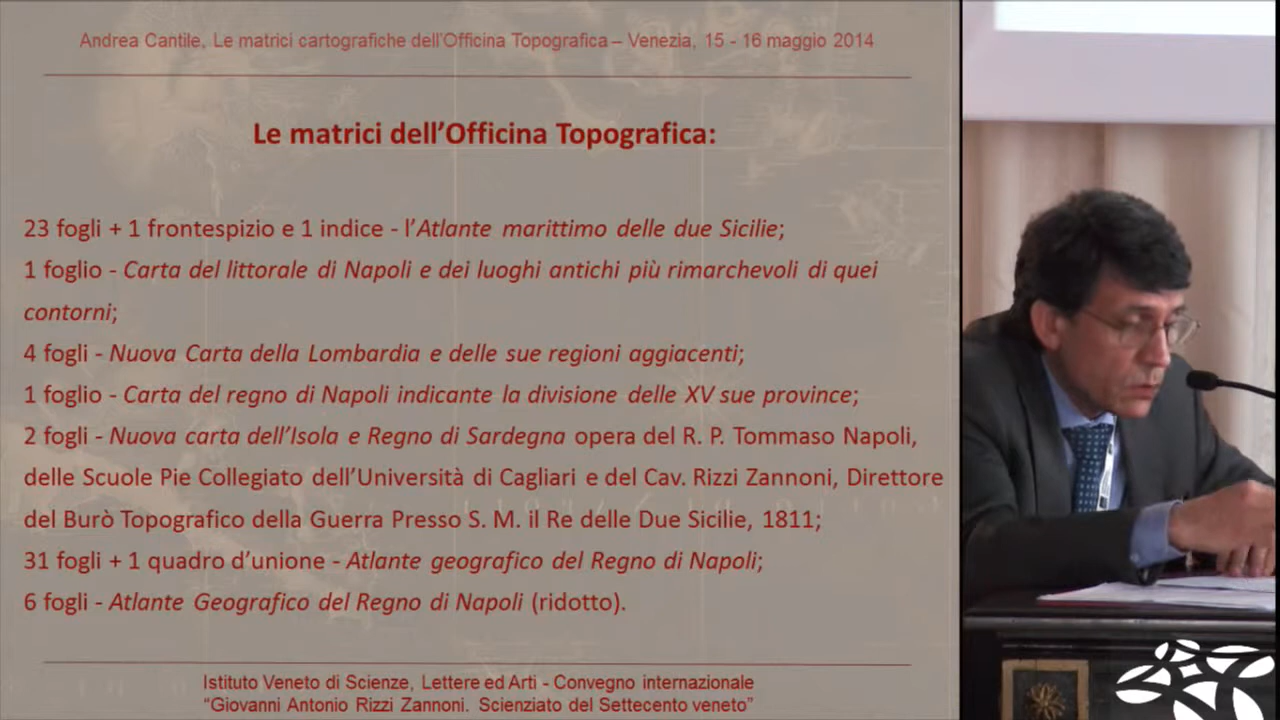 Andrea Cantile, Le matrici cartografiche dell'Officina Topografica – Venezia, 15 - 16 maggio 2014
Le matrici dell'Officina Topografica:
23 fogli + 1 frontespizio e 1 indice - l'Atlante marittimo delle due Sicilie;
1 foglio - Carta del littorale di Napoli e dei luoghi antichi più rimarchevoli di quei
contorni;
4 fogli - Nuova Carta della Lombardia e delle sue regioni aggiacenti;
1 foglio - Carta del regno di Napoli indicante la divisione delle XV sue province;
2 fogli - Nuova carta dell'Isola e Regno di Sardegna opera del R. P. Tommaso Napoli,
delle Scuole Pie Collegiato dell'Università di Cagliari e del Cav. Rizzi Zannoni, Direttore
del Burò Topografico della Guerra Presso S. M. il Re delle Due Sicilie, 1811;
31 fogli + 1 quadro d'unione - Atlante geografico del Regno di Napoli;
6 fogli - Atlante Geografico del Regno di Napoli (ridotto).
Istituto Veneto di Scienze, Lettere ed Arti - Convegno internazionale
"Giovanni Antonio Rizzi Zannoni. Scienziato del Settecento veneto"